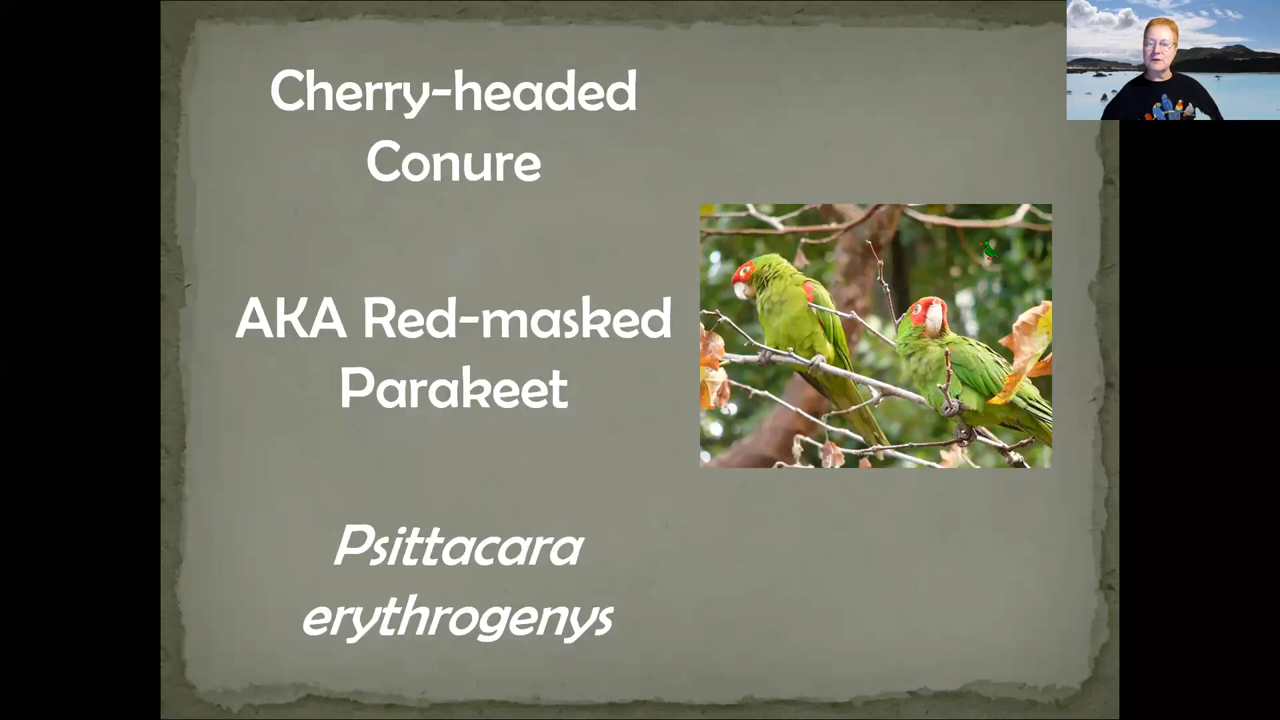 Cherry-headed
Conure
AKA Red-masked
Parakeet
Psittacara
erythrogenys